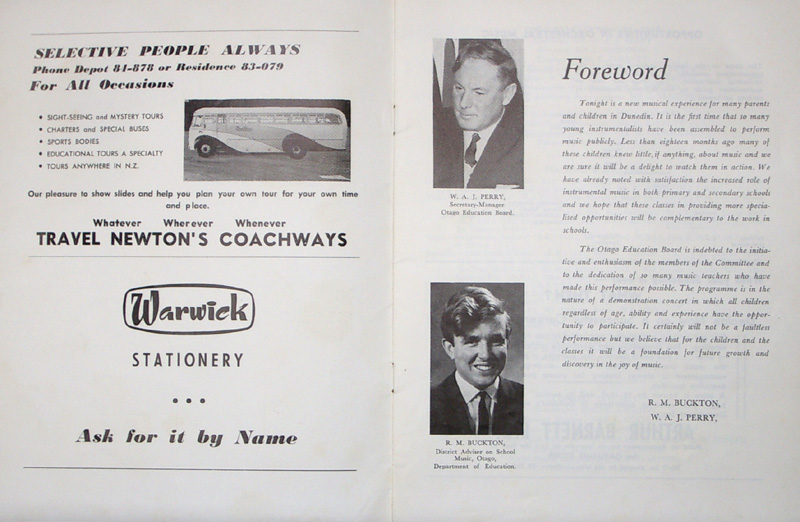 SELECTIVE PEOPLE ALWAYS
Phone Depot 84-878 or Residence 83-079
For All Occasions
• SIGHT-SEEING and MYSTERY TOURS
• CHARTERS and SPECIAL BUSES
• SPORTS BODIES
• EDUCATIONAL TOURS A SPECIALTY
• TOURS ANYWHERE IN N.Z.
Our pleasure to show slides and help you plan your own tour for your own time
and place.
Whatever Wherever Whenever
TRAVEL NEWTON'S COACHWAYS
Warwick
STATIONERY
• • •
Ask for it by Name
W. A. J. PERRY,
Secretary-Manager
Otago Education Board.
R. M. BUCKTON,
District Adviser on School
Music, Otago,
Department of Education.
Foreword
Tonight is a new musical experience for many parents
and children in Dunedin. It is the first time that so many
young instrumentalists have been assembled to perform
music publicly. Less than eighteen months ago many of
these children knew little, if anything, about music and we
are sure it will be a delight to watch them in action. We
have already noted with satisfaction the increased role of
instrumental music in both primary and secondary schools
and we hope that these classes in providing more specia-
lised opportunities will be complementary to the work in
schools.
The Otago Education Board is indebted to the initia-
tive and enthusiasm of the members of the Committee and
to the dedication of so many music teachers who have
made this performance possible. The programme is in the
nature of a demonstration concert in which all children
regardless of age, ability and experience have the oppor-
tunity to participate. It certainly will not be a faultless
performance but we believe that for the children and the
classes it will be a foundation for future growth and
discovery in the joy of music.
R. M. BUCKTON,
W. A. J. PERRY,